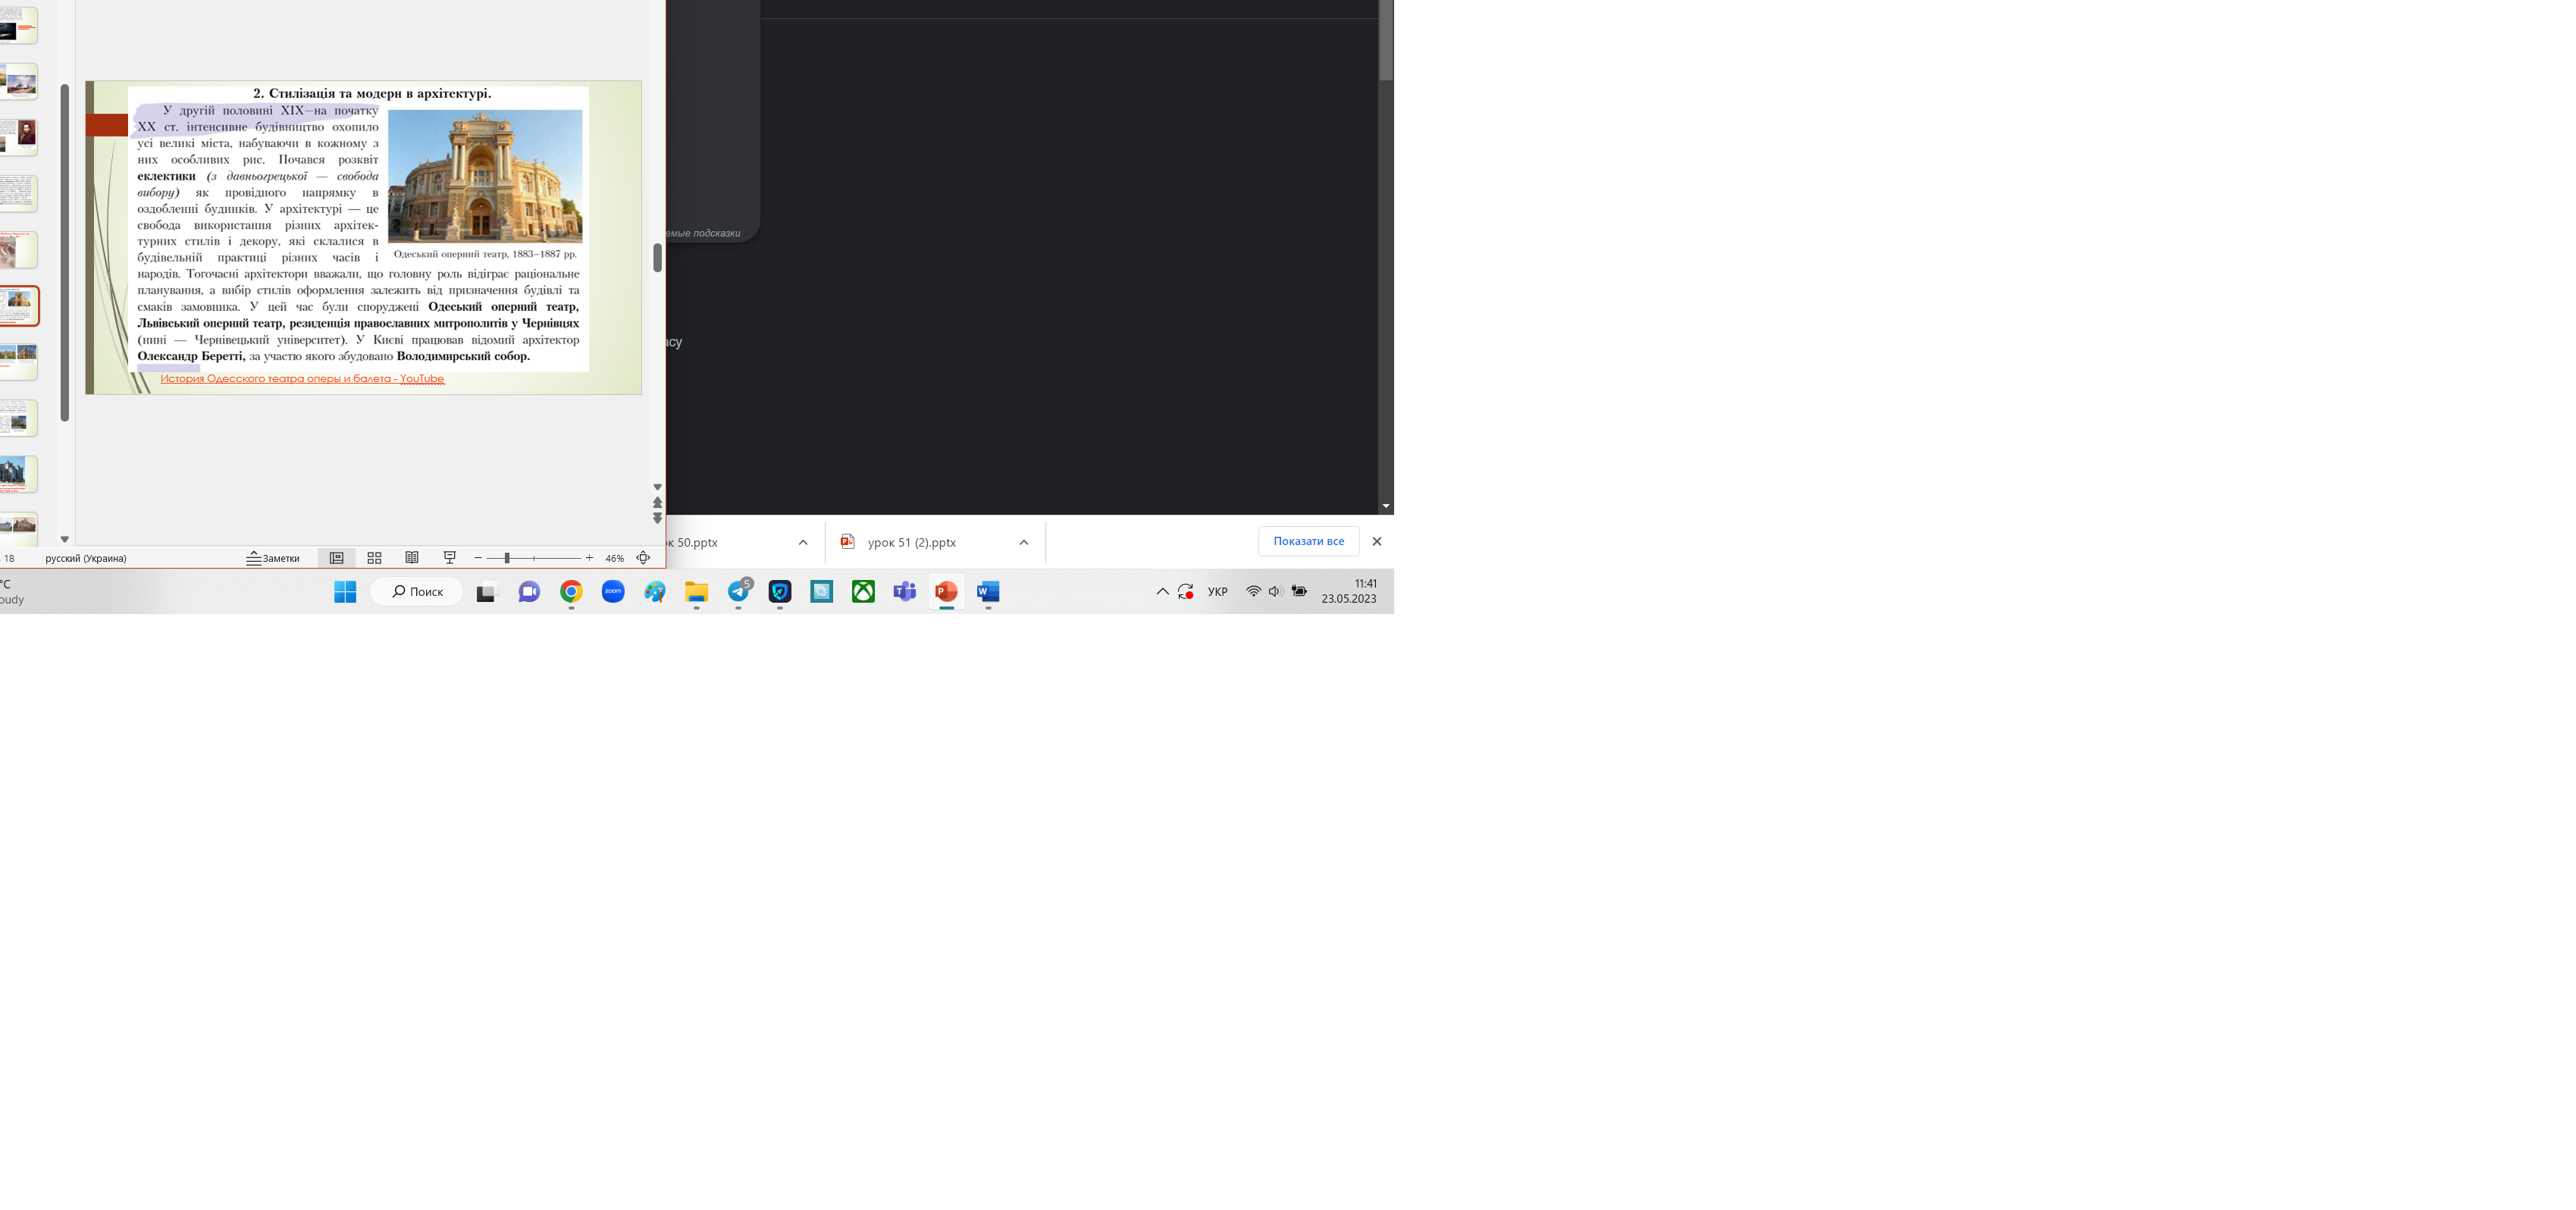 2. Стилізація та модерн в архітектурі.
У другій половині XIX—на початку
XX ст. інтенсивне будівництво охопило
усі великі міста, набуваючи в кожному з
них особливих рис. Почався розквіт
еклектики (з давньогрецької — свобода
вибору) як провідного напрямку в
оздобленні будинків. У архітектурі — це
свобода використання різних архітек-
турних стилів і декору, які склалися в
будівельній практиці різних часів і
Одеський оперний театр, 1883–1887 рр.
народів. Тогочасні архітектори вважали, що головну роль відіграє раціональне
планування, а вибір стилів оформлення залежить від призначення будівлі та
смаків замовника. У цей час були споруджені Одеський оперний театр,
Львівський оперний театр, резиденція православних митрополитів у Чернівцях
(нині — Чернівецький університет). У Києві працював відомий архітектор
Олександр Беретті, за участю якого збудовано Володимирський собор.
История Одесского театра оперы и балета - YouTube
емые подсказки
асу
18
русский (Украина)
Заметки
46%
ок 50.pptx
урок 51 (2).pptx
Показати все
°C
oudy
Поиск
zoom
5
УКР
11:41
23.05.2023